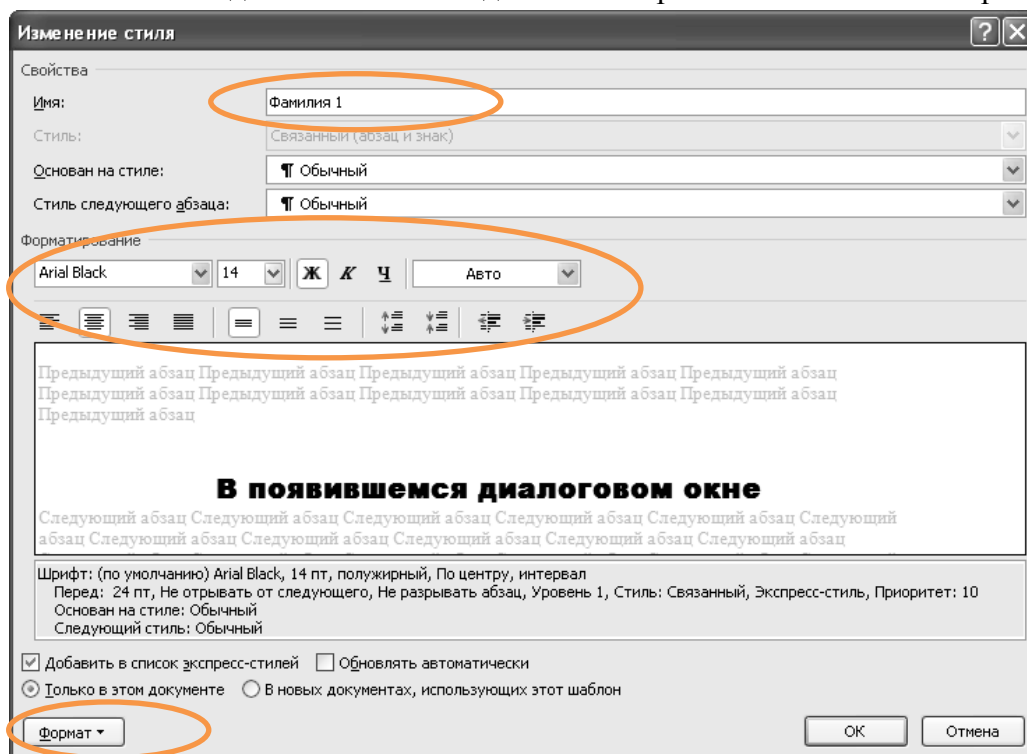 Изменение стиля
Свойства
Имя: Фамилия 1
Стиль: Связанный (абзац и знак)
Основан на стиле: ¶ Обычный
Стиль следующего абзаца: ¶ Обычный
Форматирование
Arial Black 14 Ж К Ч Авто
Предыдущий абзац Предыдущий абзац Предыдущий абзац Предыдущий абзац Предыдущий абзац
Предыдущий абзац Предыдущий абзац Предыдущий абзац Предыдущий абзац Предыдущий абзац
Предыдущий абзац
В появившемся диалоговом окне
Следующий абзац Следующий абзац Следующий абзац Следующий абзац Следующий абзац Следующий
абзац Следующий абзац Следующий абзац Следующий абзац Следующий абзац Следующий абзац
Шрифт: (по умолчанию) Arial Black, 14 пт, полужирный, По центру, интервал
Перед: 24 пт, Не отрывать от следующего, Не разрывать абзац, Уровень 1, Стиль: Связанный, Экспресс-стиль, Приоритет: 10
Основан на стиле: Обычный
Следующий стиль: Обычный
Добавить в список экспресс-стилей Обновлять автоматически
Только в этом документе В новых документах, использующих этот шаблон
Формат ОК Отмена